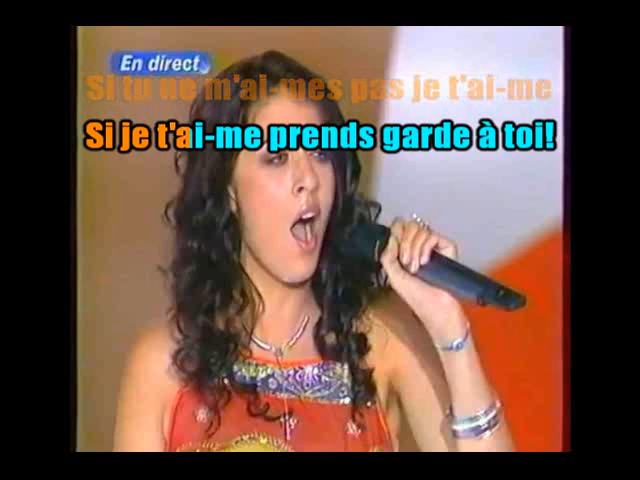 En direct
Si tu ne m'ai-mes pas je t'ai-me
Si je t'ai-me prends garde à toi!